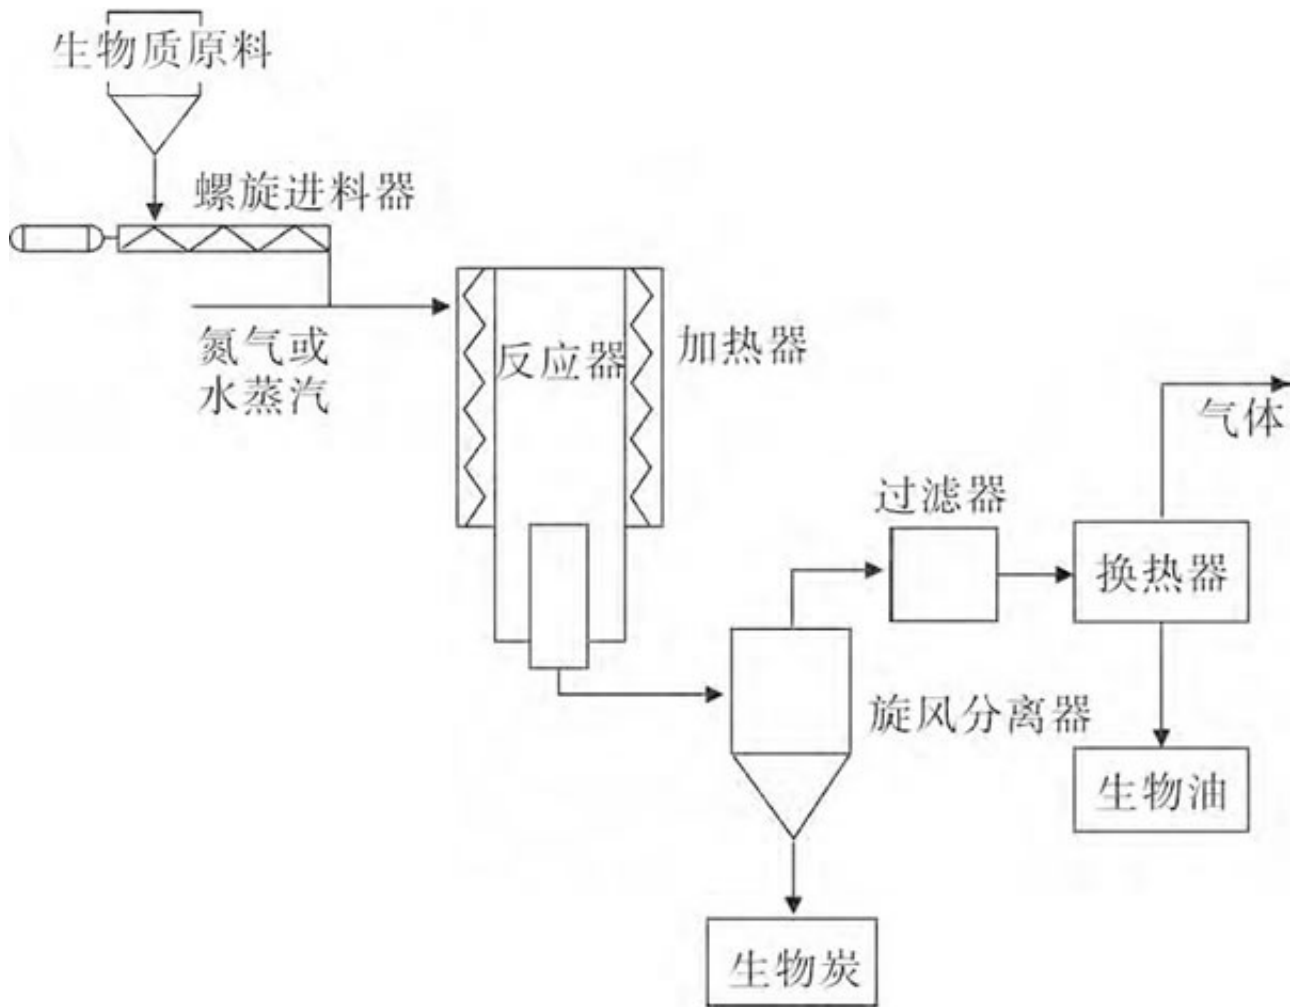 生物质原料
螺旋进料器
氮气或
水蒸汽
反应器
加热器
过滤器
气体
换热器
旋风分离器
生物油
生物炭